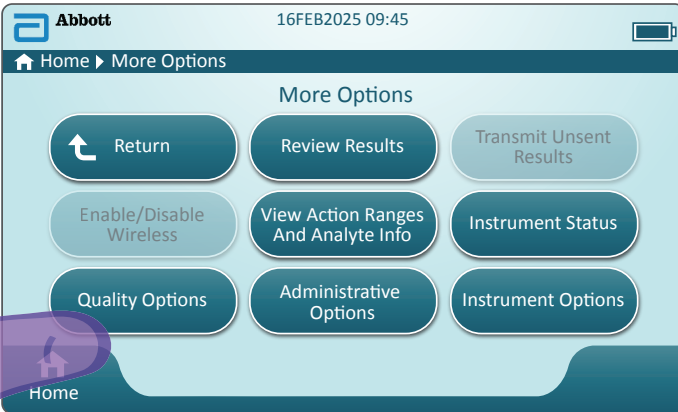 Abbott
16FEB2025 09:45
Home More Options
More Options
Return
Review Results
Transmit Unsent
Results
Enable/Disable
Wireless
View Action Ranges
And Analyte Info
Instrument Status
Quality Options
Administrative
Options
Instrument Options
Home